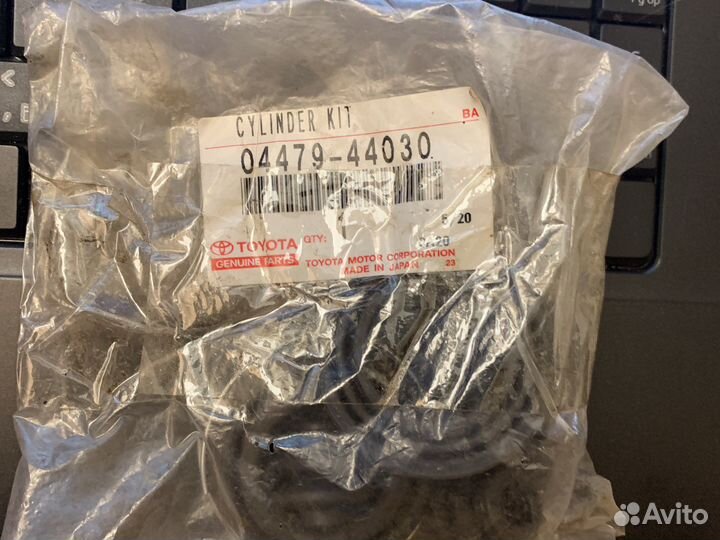 CYLINDER KIT
BA
04479-44030
TOYOTA
GENUINE PARTS
QTY:
TOYOTA MOTOR CORPORATION
MADE IN JAPAN
23
Avito